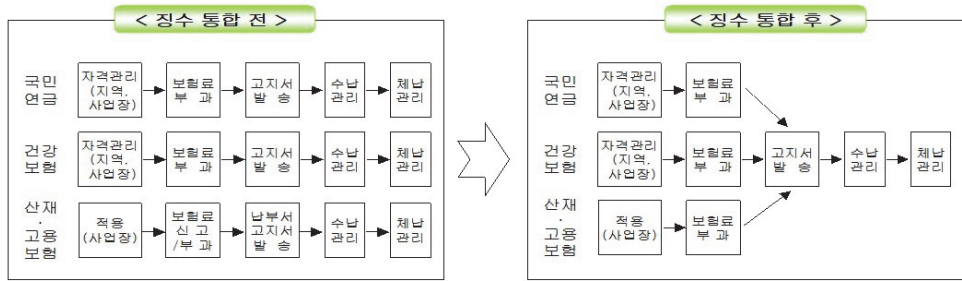 < 징수 통합 전 >
국민
연금
자격관리
(지역,
사업장)
보험료
부 과
고지서
발 송
수납
관리
체납
관리
건강
보험
자격관리
(지역,
사업장)
보험료
부 과
고지서
발 송
수납
관리
체납
관리
산재
·
고용
보험
적용
(사업장)
보험료
신 고
/부 과
납부서
고지서
발 송
수납
관리
체납
관리
< 징수 통합 후 >
국민
연금
자격관리
(지역,
사업장)
보험료
부 과
건강
보험
자격관리
(지역,
사업장)
보험료
부 과
고지서
발 송
수납
관리
체납
관리
산재
·
고용
보험
적용
(사업장)
보험료
부 과